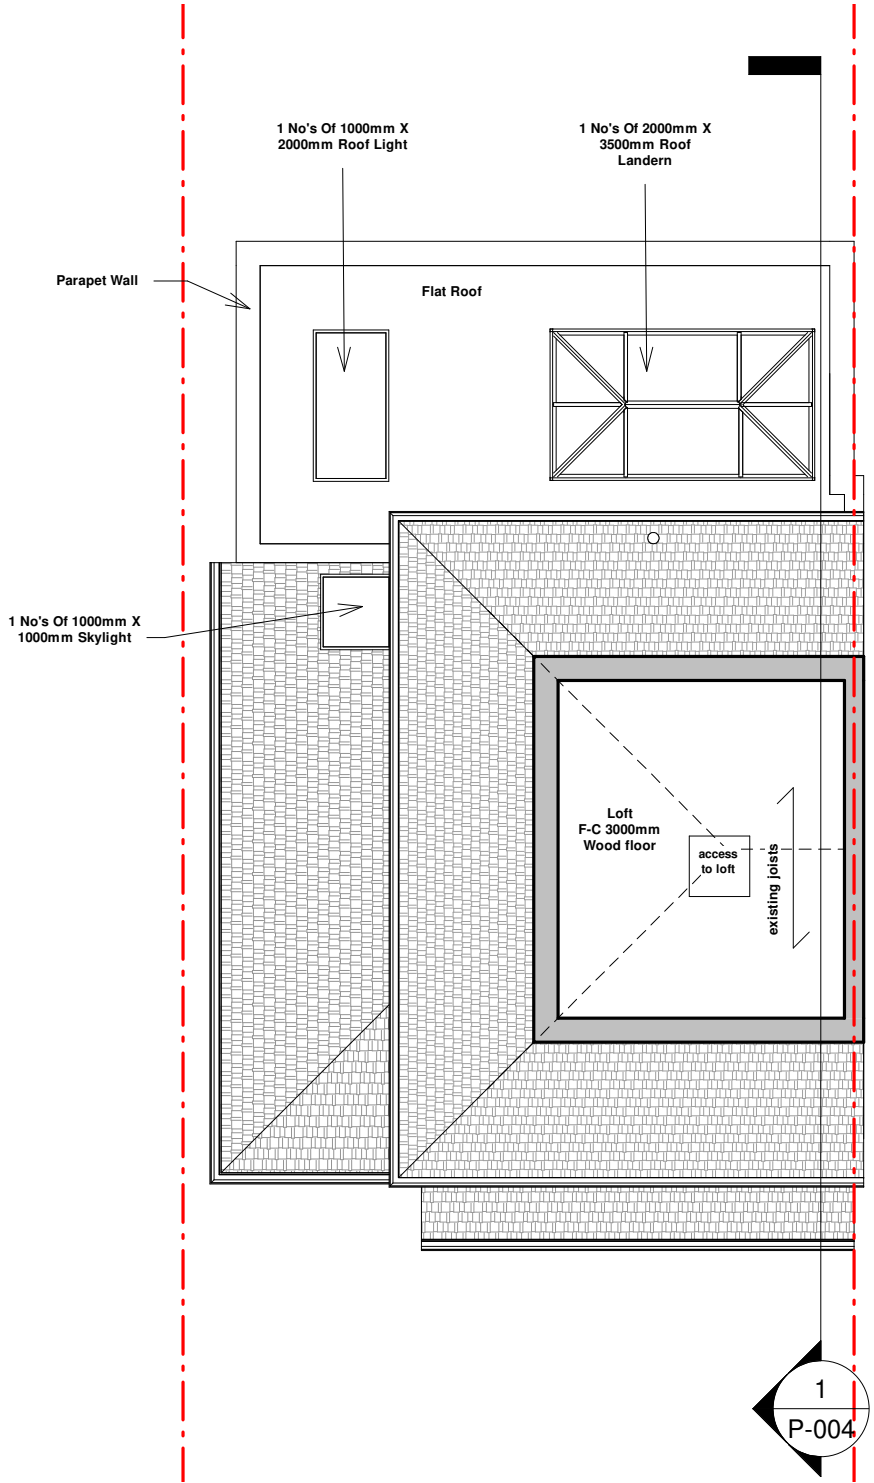 1 No's Of 1000mm X
2000mm Roof Light
1 No's Of 2000mm X
3500mm Roof
Landern
Parapet Wall
Flat Roof
1 No's Of 1000mm X
1000mm Skylight
Loft
F-C 3000mm
Wood floor
access
to loft
existing joists
1
P-004